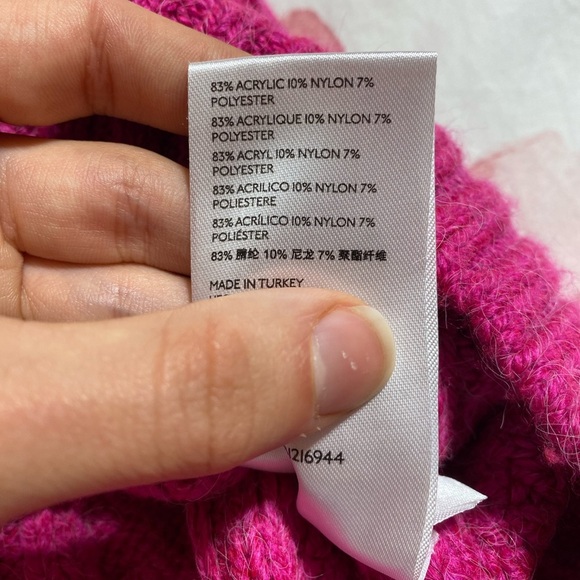 83% ACRYLIC 10% NYLON 7%
POLYESTER
83% ACRYLIQUE 10% NYLON 7%
POLYESTER
83% ACRYL 10% NYLON 7%
POLYESTER
83% ACRILICO 10% NYLON 7%
POLIESTERE
83% ACRÍLICO 10% NYLON 7%
POLIÉSTER
83% 腈纶 10% 尼龙 7% 聚酯纤维
MADE IN TURKEY
1216944